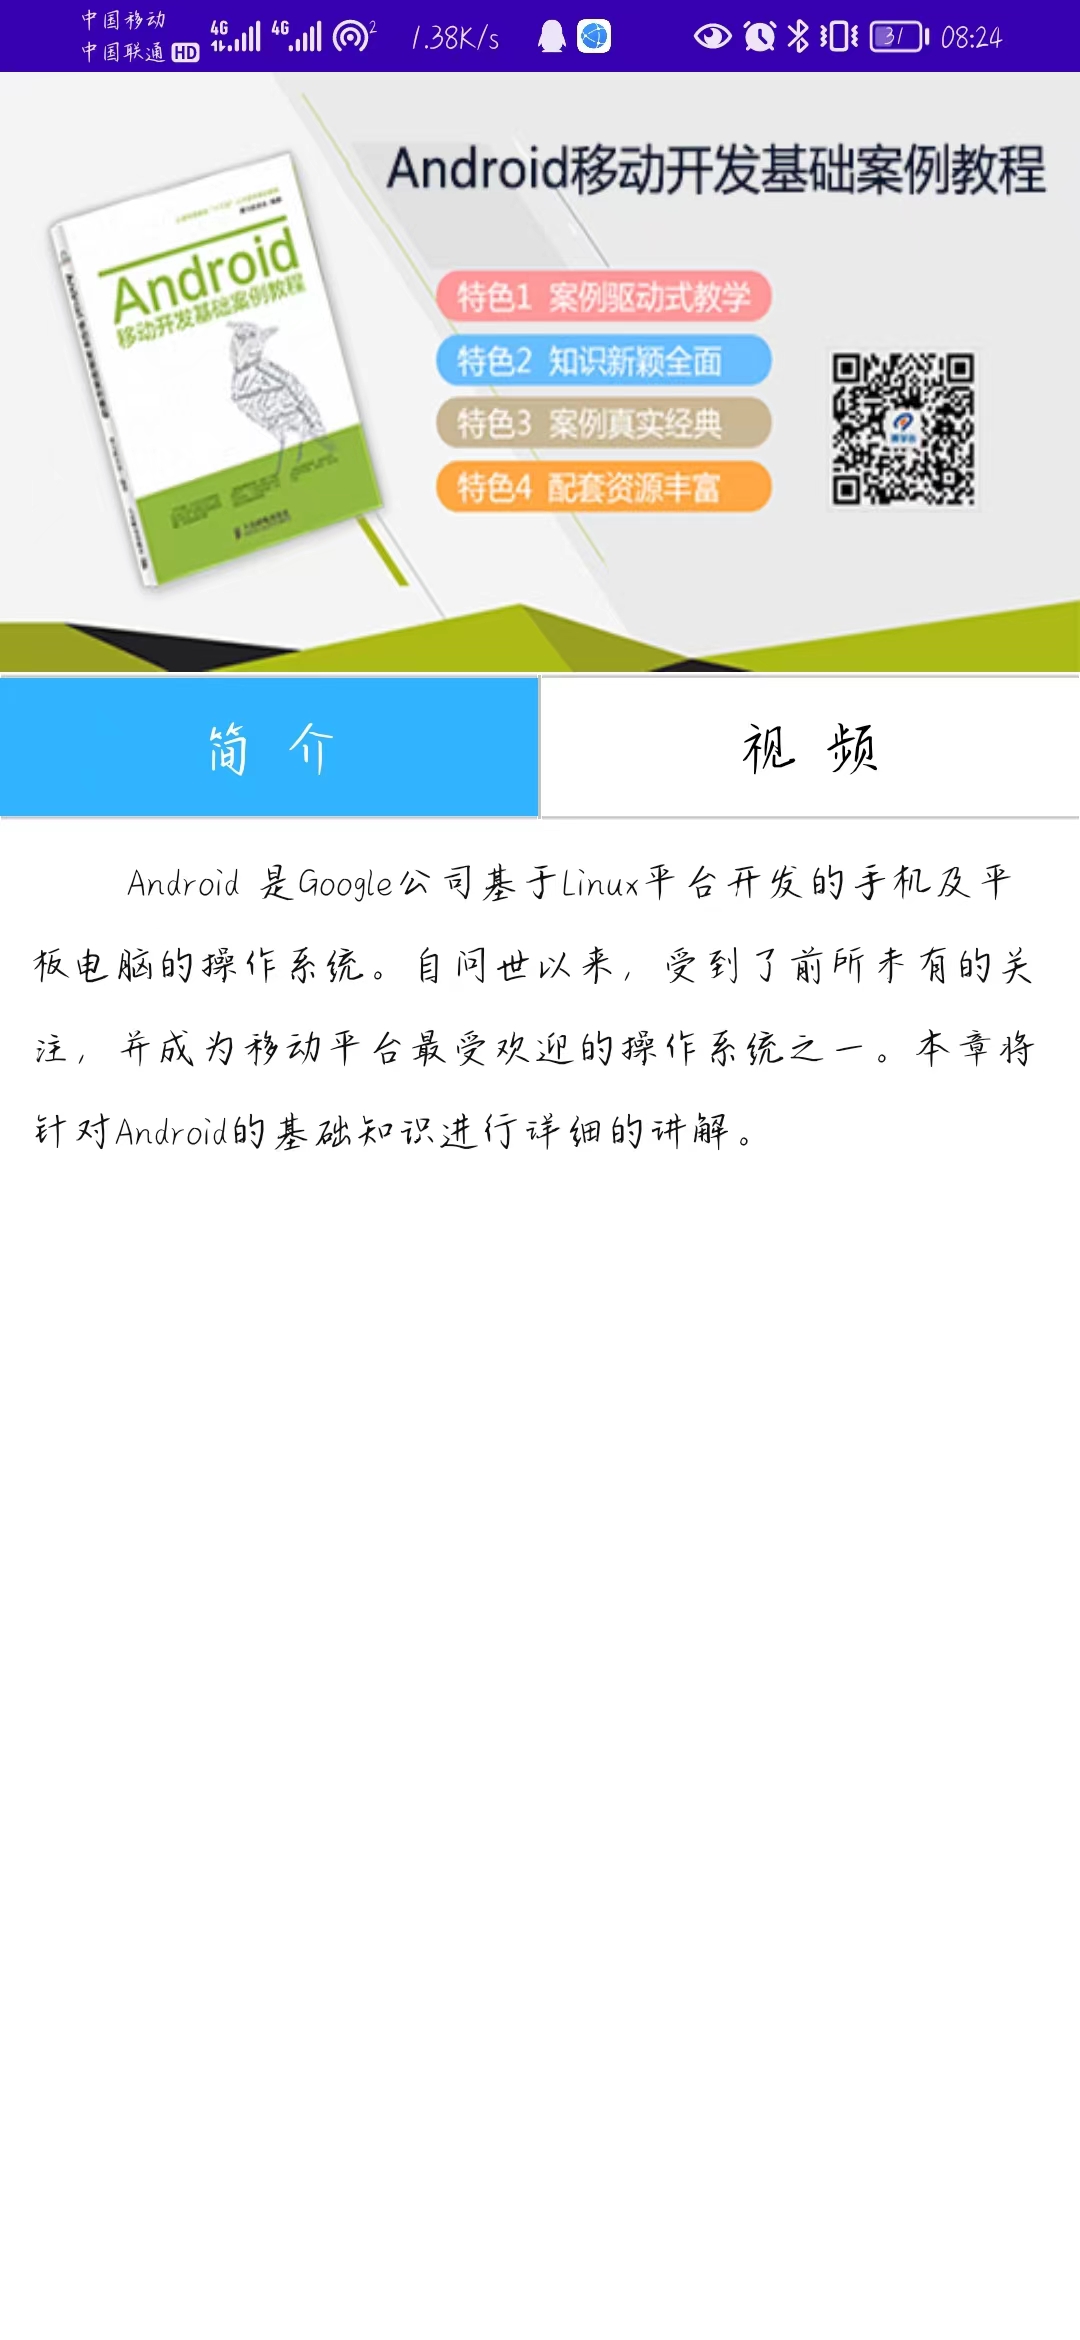 中国移动
中国联通 HD
4G 4G 2 1.38K/s 31 08:24
Android移动开发基础案例教程
Android
移动开发基础案例教程
特色1 案例驱动式教学
特色2 知识新颖全面
特色3 案例真实经典
特色4 配套资源丰富
简 介
视 频
Android 是Google公司基于Linux平台开发的手机及平
板电脑的操作系统。自问世以来，受到了前所未有的关
注，并成为移动平台最受欢迎的操作系统之一。本章将
针对Android的基础知识进行详细的讲解。